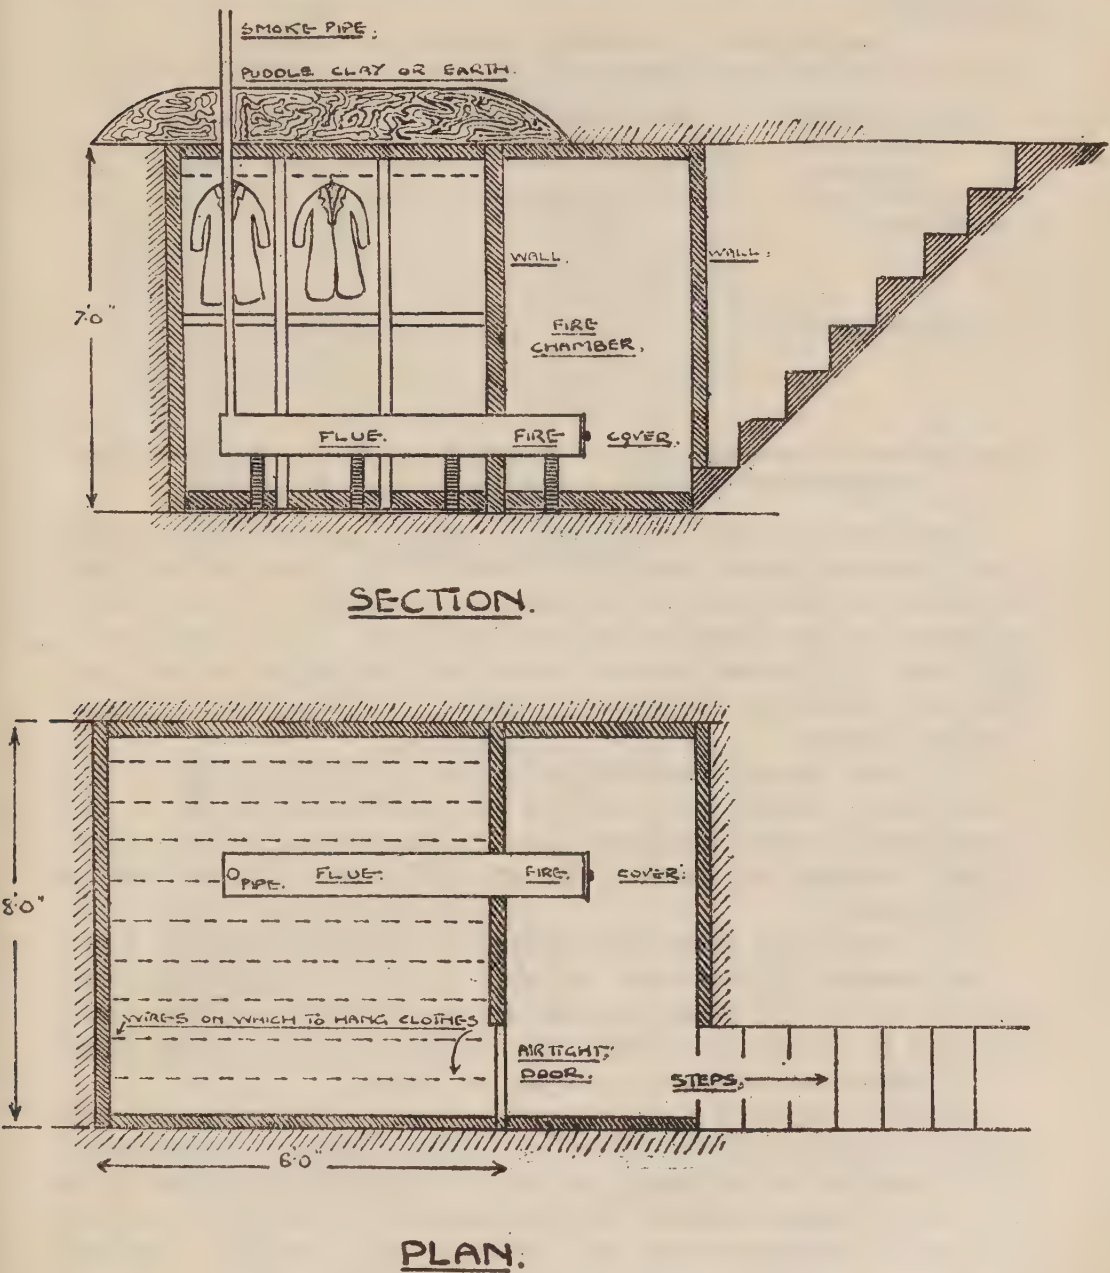 SMOKE PIPE.
PUDDLE CLAY OR EARTH.
WALL.
WALL.
7'.0"
FIRE
CHAMBER.
FLUE. FIRE COVER.
SECTION.
8'.0"
PIPE. FLUE. FIRE. COVER.
WIRES ON WHICH TO HANG CLOTHES
AIRTIGHT
DOOR.
STEPS.
6'.0"
PLAN.